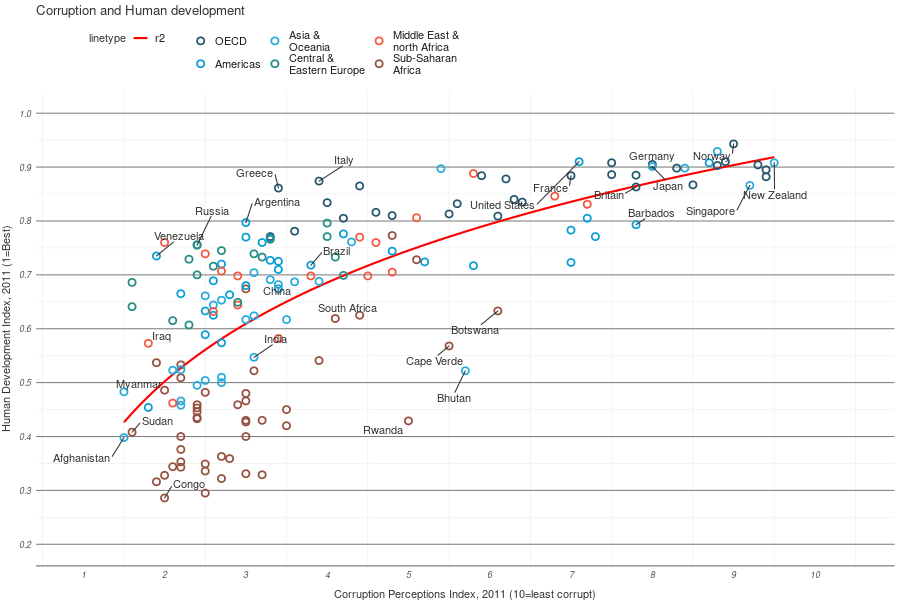 Corruption and Human development
linetype
r2
OECD
Americas
Asia &
Oceania
Central &
Eastern Europe
Middle East &
north Africa
Sub-Saharan
Africa
Human Development Index, 2011 (1=Best)
1.0
0.9
0.8
0.7
0.6
0.5
0.4
0.3
0.2
Italy
Greece
Argentina
Russia
Venezuela
Brazil
China
South Africa
India
Iraq
Myanmar
Sudan
Afghanistan
Congo
Rwanda
Bhutan
Cape Verde
Botswana
United States
France
Britain
Germany
Japan
Norway
Barbados
Singapore
New Zealand
1
2
3
4
5
6
7
8
9
10
Corruption Perceptions Index, 2011 (10=least corrupt)